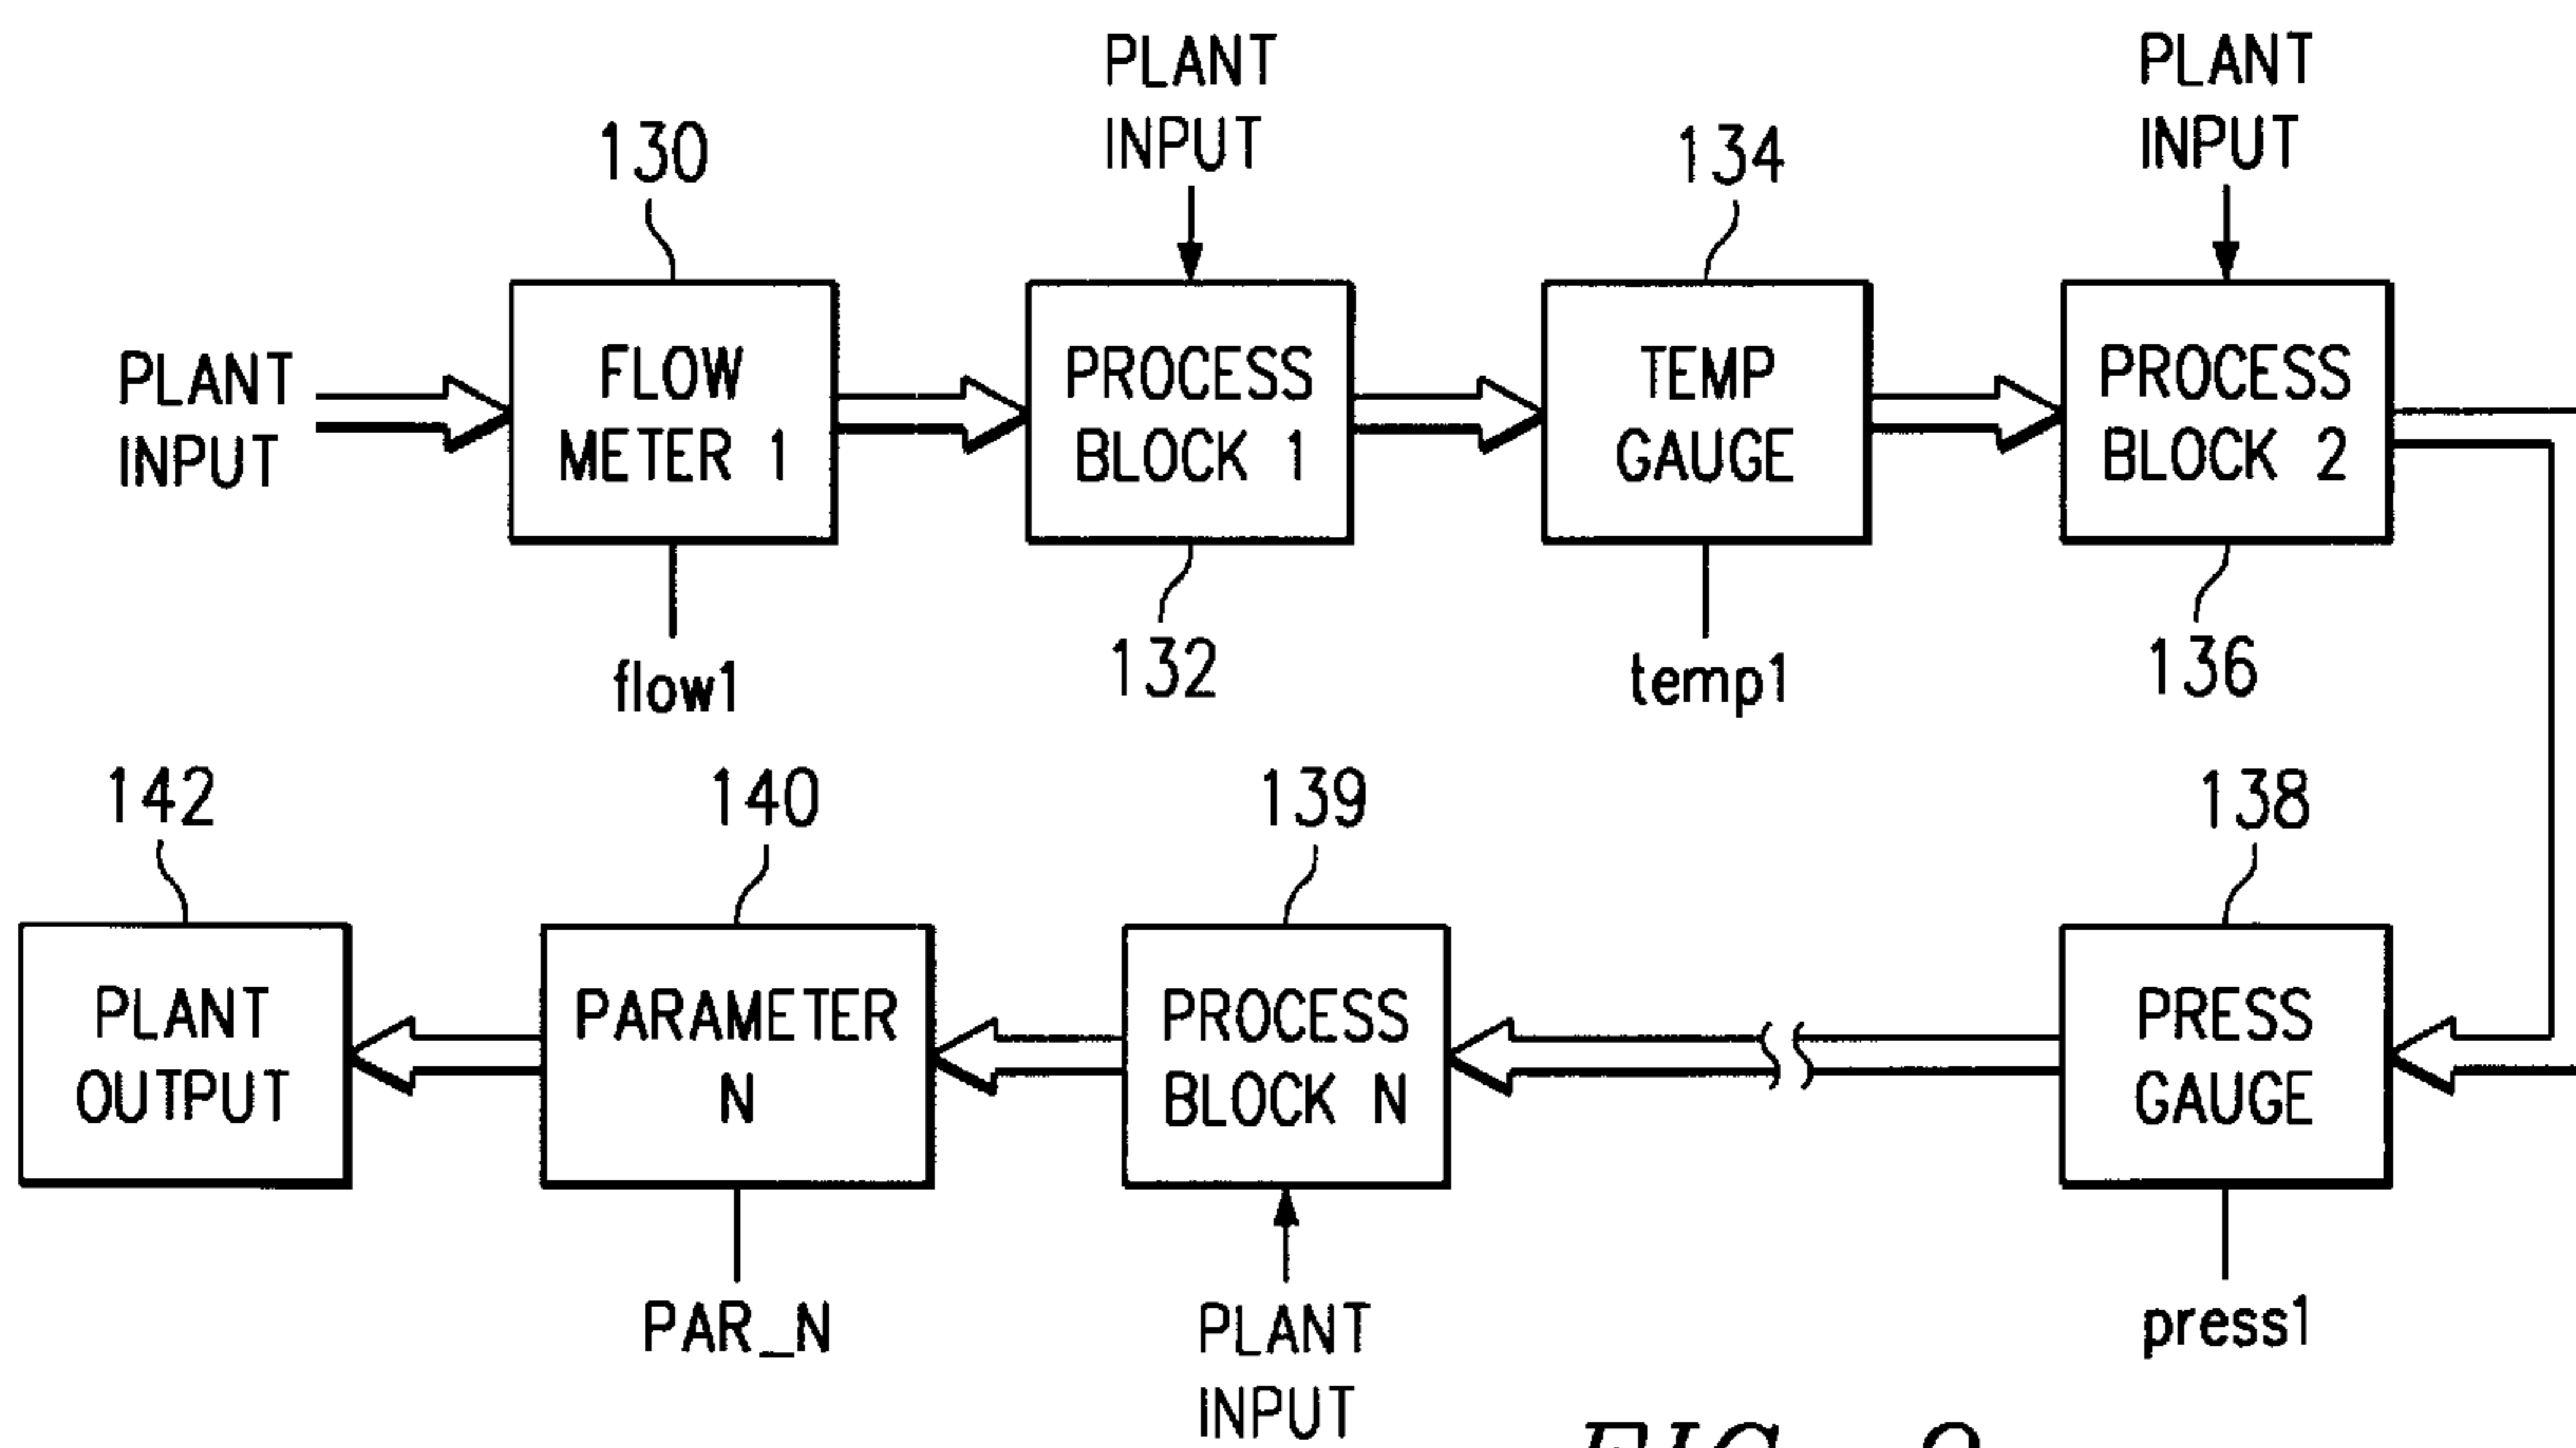 PLANT
INPUT
PLANT
INPUT
130
134
PLANT
INPUT
FLOW
METER 1
PROCESS
BLOCK 1
TEMP
GAUGE
PROCESS
BLOCK 2
flow1
132
temp1
136
142
140
139
138
PLANT
OUTPUT
PARAMETER
N
PROCESS
BLOCK N
PRESS
GAUGE
PAR_N
PLANT
INPUT
press1
FIG.